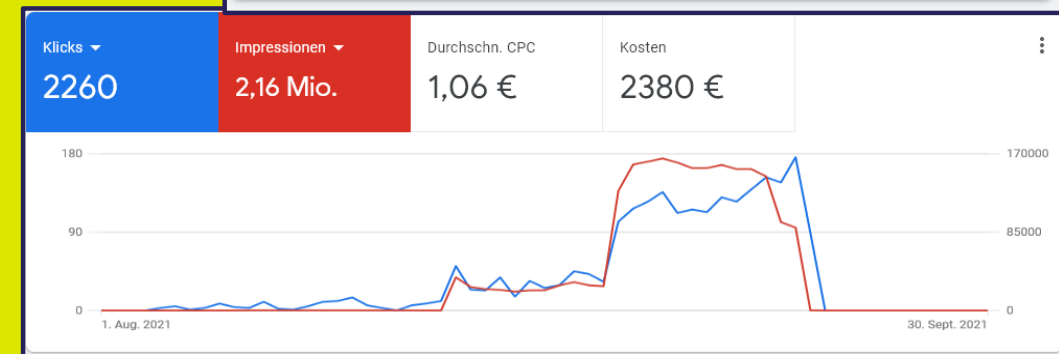 Klicks
Impressionen
Durchschn. CPC
Kosten
2260
2,16 Mio.
1,06 €
2380 €
180
170000
90
85000
0
0
1. Aug. 2021
30. Sept. 2021